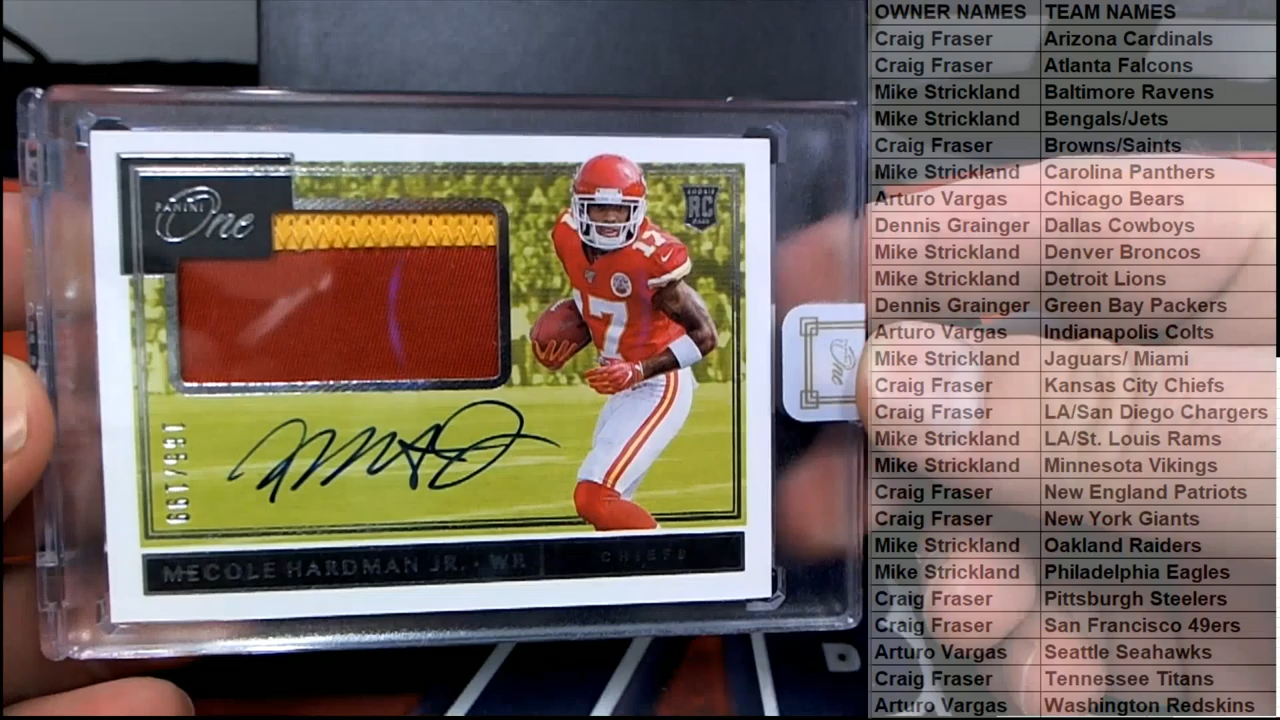 PANINI
One
ROOKIE
RC
17
17
MECOLE HARDMAN JR. - WR
CHIEFS
One
OWNER NAMES TEAM NAMES
Craig Fraser Arizona Cardinals
Craig Fraser Atlanta Falcons
Mike Strickland Baltimore Ravens
Mike Strickland Bengals/Jets
Craig Fraser Browns/Saints
Mike Strickland Carolina Panthers
Arturo Vargas Chicago Bears
Dennis Grainger Dallas Cowboys
Mike Strickland Denver Broncos
Mike Strickland Detroit Lions
Dennis Grainger Green Bay Packers
Arturo Vargas Indianapolis Colts
Mike Strickland Jaguars/ Miami
Craig Fraser Kansas City Chiefs
Craig Fraser LA/San Diego Chargers
Mike Strickland LA/St. Louis Rams
Mike Strickland Minnesota Vikings
Craig Fraser New England Patriots
Craig Fraser New York Giants
Mike Strickland Oakland Raiders
Mike Strickland Philadelphia Eagles
Craig Fraser Pittsburgh Steelers
Craig Fraser San Francisco 49ers
Arturo Vargas Seattle Seahawks
Craig Fraser Tennessee Titans
Arturo Vargas Washington Redskins